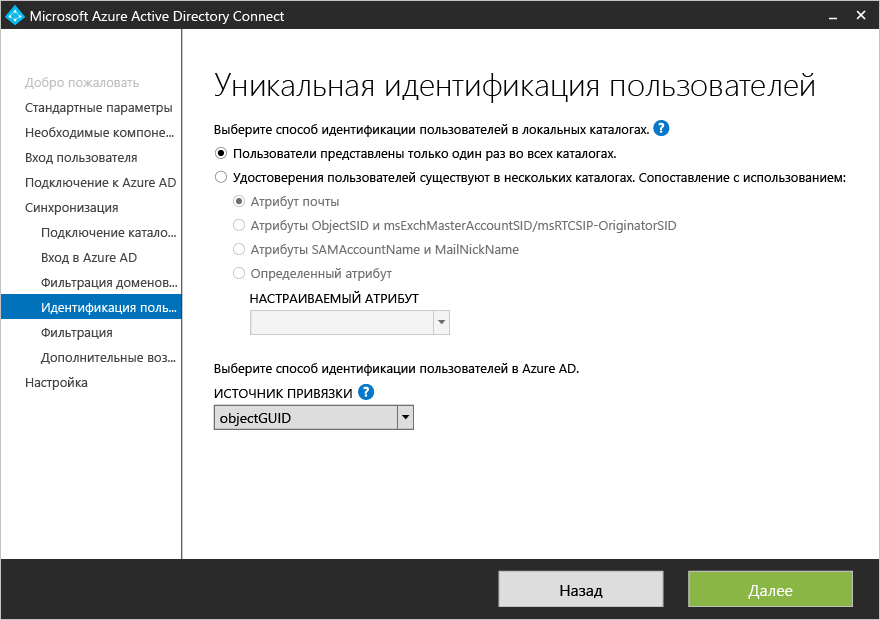 Microsoft Azure Active Directory Connect
Добро пожаловать
Стандартные параметры
Необходимые компоне...
Вход пользователя
Подключение к Azure AD
Синхронизация
Подключение катало...
Вход в Azure AD
Фильтрация доменов...
Идентификация поль...
Фильтрация
Дополнительные воз...
Настройка
Уникальная идентификация пользователей
Выберите способ идентификации пользователей в локальных каталогах. ?
Пользователи представлены только один раз во всех каталогах.
Удостоверения пользователей существуют в нескольких каталогах. Сопоставление с использованием:
Атрибут почты
Атрибуты ObjectSID и msExchMasterAccountSID/msRTCSIP-OriginatorSID
Атрибуты SAMAccountName и MailNickName
Определенный атрибут
НАСТРАИВАЕМЫЙ АТРИБУТ
Выберите способ идентификации пользователей в Azure AD.
ИСТОЧНИК ПРИВЯЗКИ ?
objectGUID
Назад
Далее